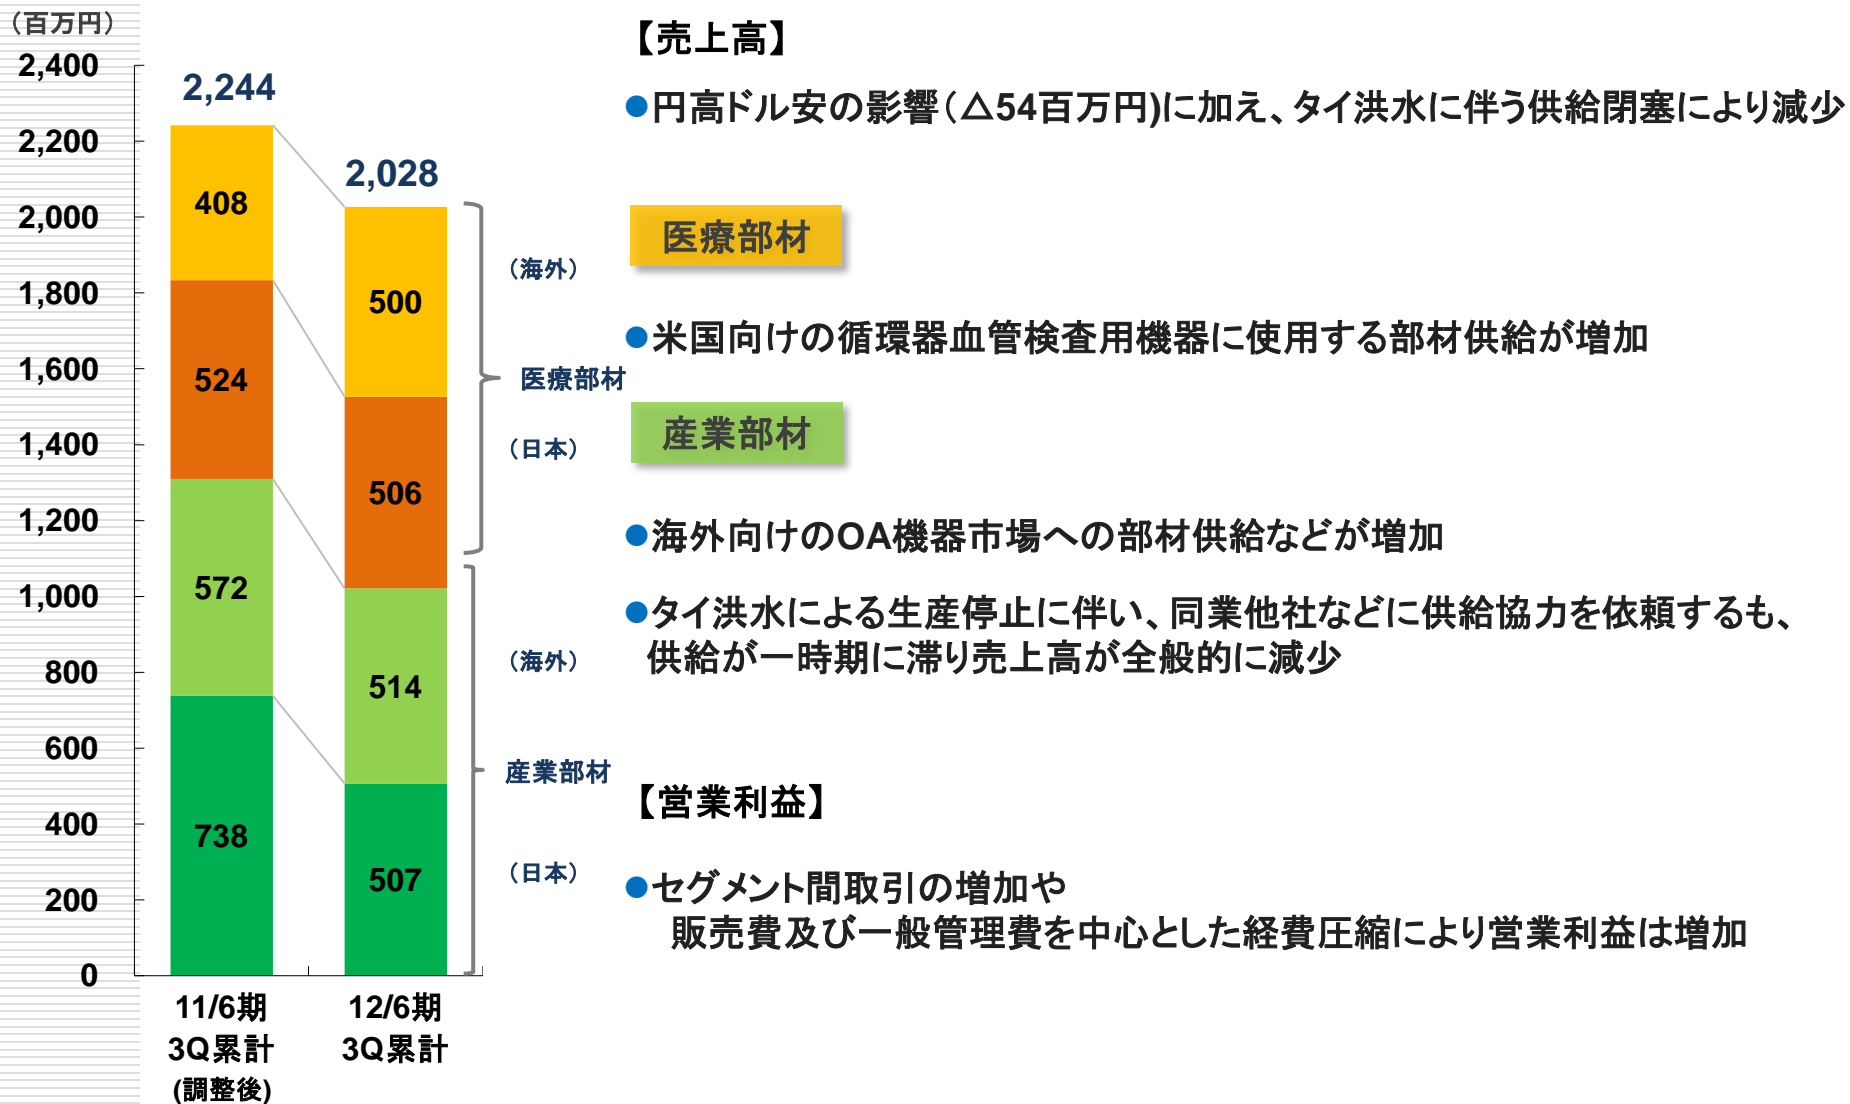 （百万円）
2,400
2,200
2,000
1,800
1,600
1,400
1,200
1,000
800
600
400
200
0
2,244
408
524
572
738
2,028
500
506
514
507
11/6期
3Q累計
(調整後)
12/6期
3Q累計
（海外）
医療部材
（日本）
（海外）
産業部材
（日本）
【売上高】
●円高ドル安の影響（△54百万円)に加え、タイ洪水に伴う供給閉塞により減少
医療部材
●米国向けの循環器血管検査用機器に使用する部材供給が増加
産業部材
●海外向けのOA機器市場への部材供給などが増加
●タイ洪水による生産停止に伴い、同業他社などに供給協力を依頼するも、
供給が一時期に滞り売上高が全般的に減少
【営業利益】
●セグメント間取引の増加や
販売費及び一般管理費を中心とした経費圧縮により営業利益は増加